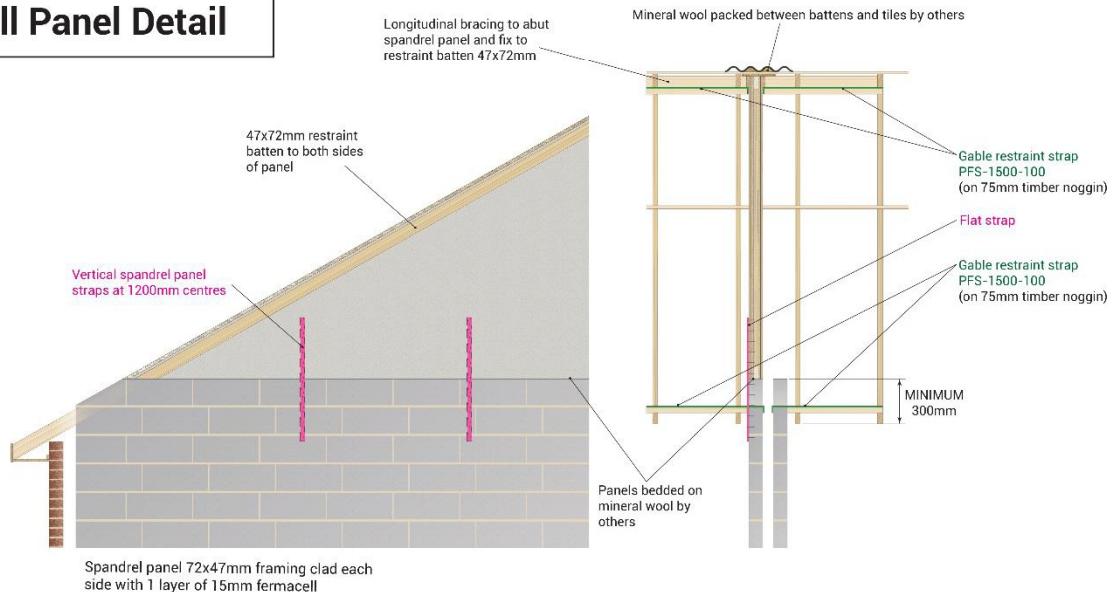 ll Panel Detail
Longitudinal bracing to abut
spandrel panel and fix to
restraint batten 47x72mm
Mineral wool packed between battens and tiles by others
47x72mm restraint
batten to both sides
of panel
Gable restraint strap
PFS-1500-100
(on 75mm timber noggin)
Flat strap
Vertical spandrel panel
straps at 1200mm centres
Gable restraint strap
PFS-1500-100
(on 75mm timber noggin)
MINIMUM
300mm
Panels bedded on
mineral wool by
others
Spandrel panel 72x47mm framing clad each
side with 1 layer of 15mm fermacell